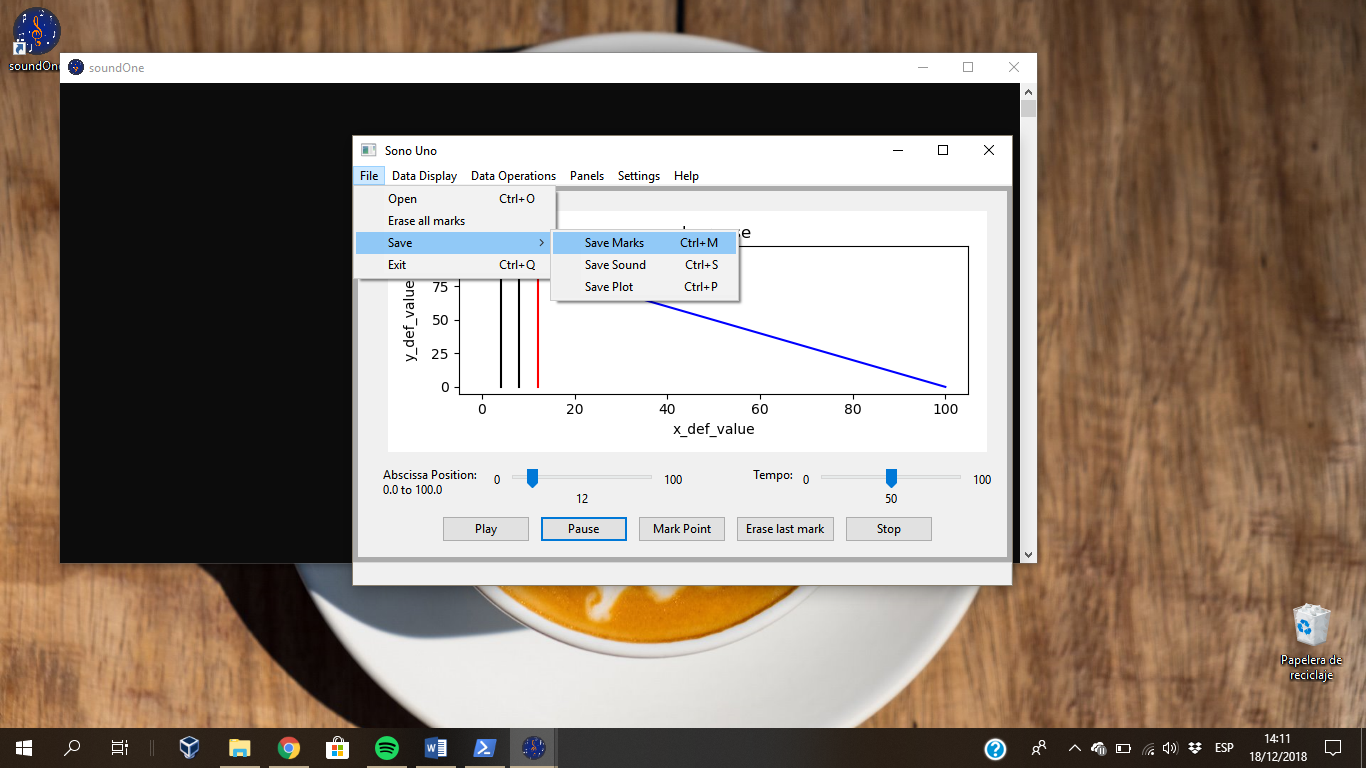 soundOn
soundOne
Sono Uno
File Data Display Data Operations Panels Settings Help
Open Ctrl+O
Erase all marks
Save
Exit Ctrl+Q
Save Marks Ctrl+M
Save Sound Ctrl+S
Save Plot Ctrl+P
75
50
25
0
y_def_value
0 20 40 60 80 100
x_def_value
Abscissa Position:
0.0 to 100.0
0 100
12
Tempo: 0 100
50
Play Pause Mark Point Erase last mark Stop
Papelera de
reciclaje
ESP
14:11
18/12/2018